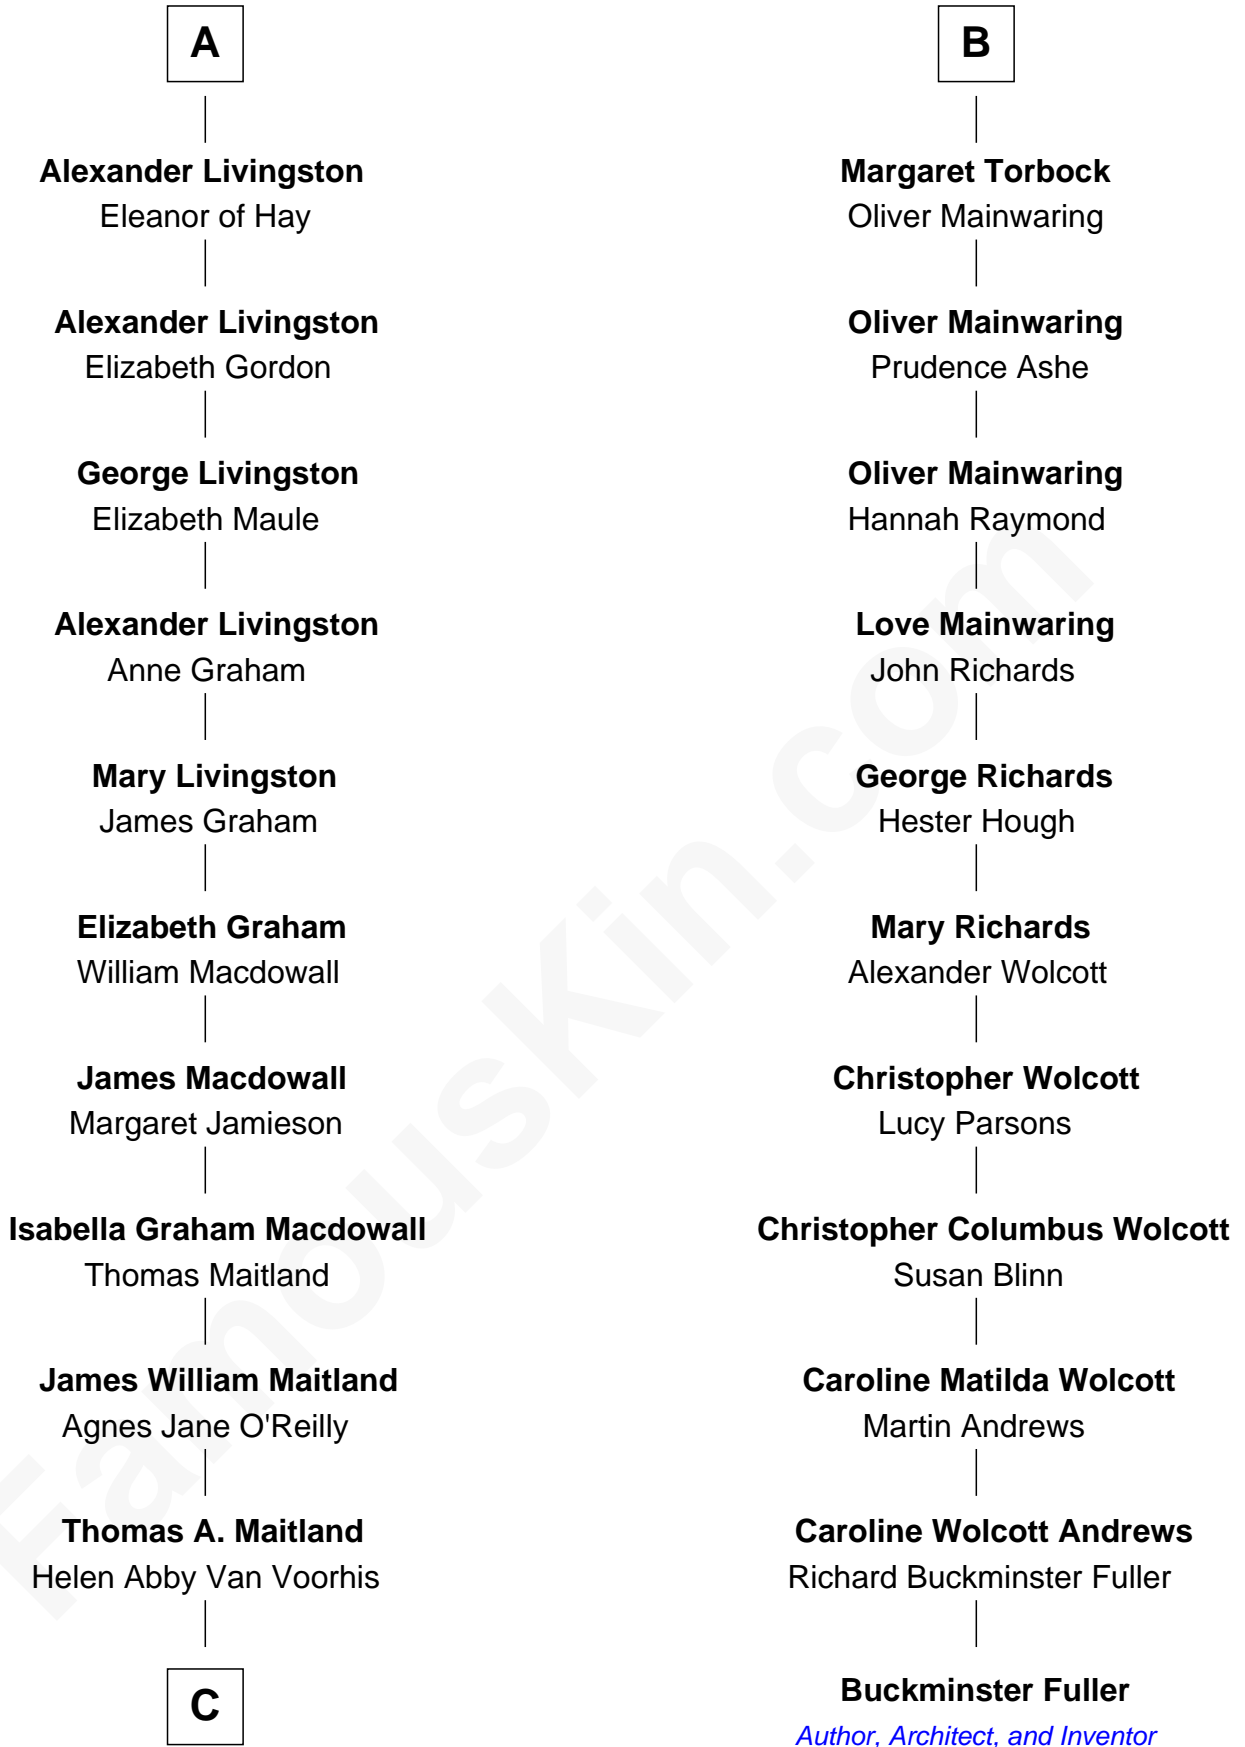 A
Alexander Livingston
Eleanor of Hay
Alexander Livingston
Elizabeth Gordon
George Livingston
Elizabeth Maule
Alexander Livingston
Anne Graham
Mary Livingston
James Graham
Elizabeth Graham
William Macdowall
James Macdowall
Margaret Jamieson
Isabella Graham Macdowall
Thomas Maitland
James William Maitland
Agnes Jane O'Reilly
Thomas A. Maitland
Helen Abby Van Voorhis
C
B
Margaret Torbock
Oliver Mainwaring
Oliver Mainwaring
Prudence Ashe
Oliver Mainwaring
Hannah Raymond
Love Mainwaring
John Richards
George Richards
Hester Hough
Mary Richards
Alexander Wolcott
Christopher Wolcott
Lucy Parsons
Christopher Columbus Wolcott
Susan Blinn
Caroline Matilda Wolcott
Martin Andrews
Caroline Wolcott Andrews
Richard Buckminster Fuller
Buckminster Fuller
Author, Architect, and Inventor
FamousKin.com